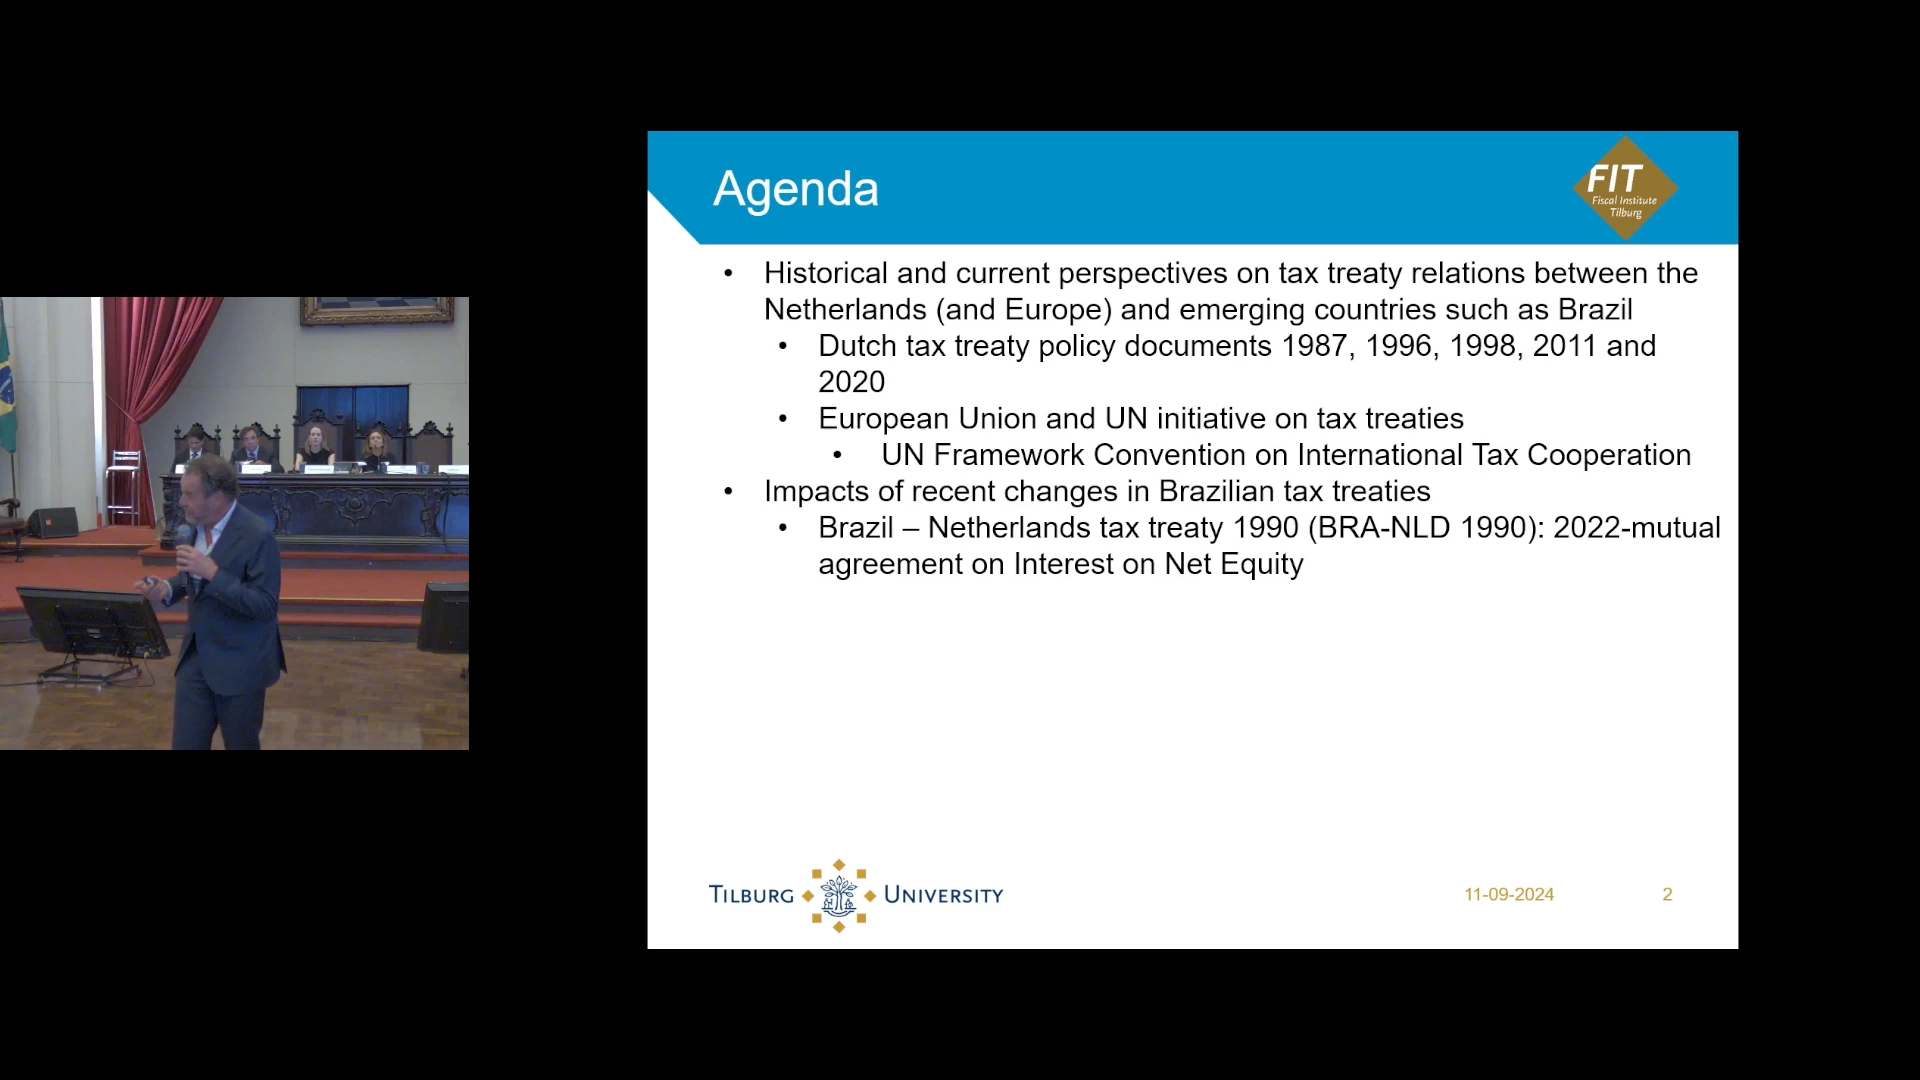 Agenda
FIT
Fiscal Institute
Tilburg
• Historical and current perspectives on tax treaty relations between the
Netherlands (and Europe) and emerging countries such as Brazil
• Dutch tax treaty policy documents 1987, 1996, 1998, 2011 and
2020
• European Union and UN initiative on tax treaties
• UN Framework Convention on International Tax Cooperation
• Impacts of recent changes in Brazilian tax treaties
• Brazil – Netherlands tax treaty 1990 (BRA-NLD 1990): 2022-mutual
agreement on Interest on Net Equity
TILBURG UNIVERSITY
11-09-2024
2